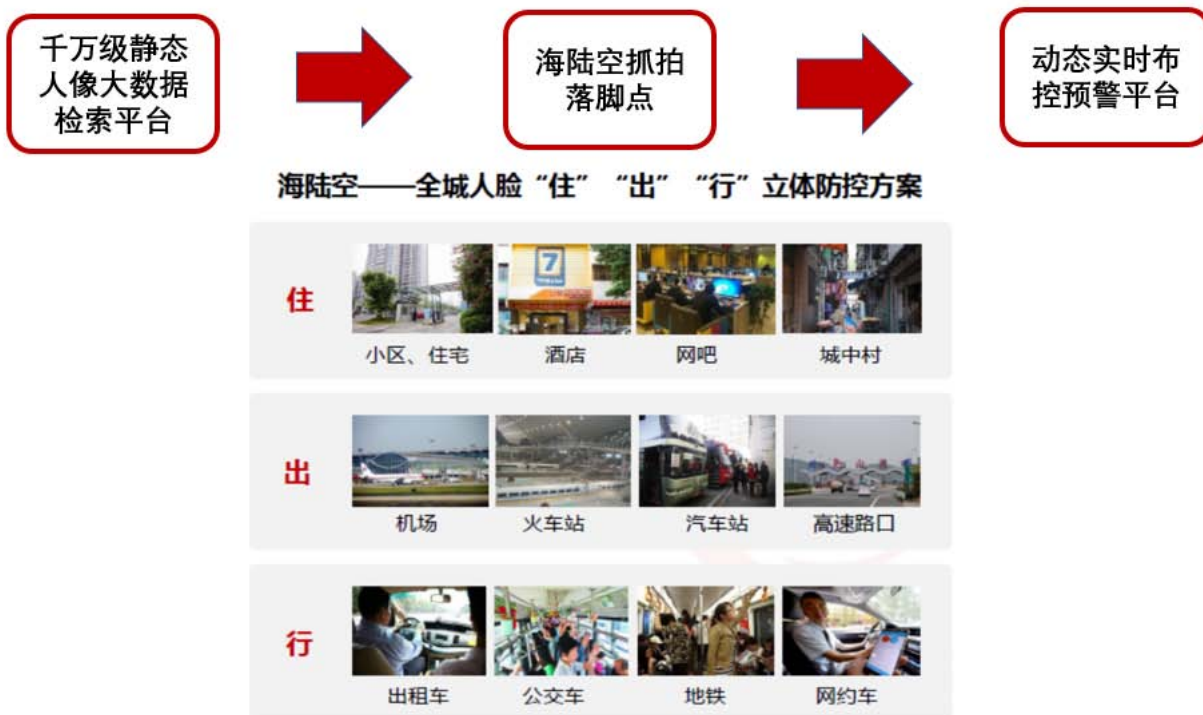 千万级静态
人像大数据
检索平台
海陆空抓拍
落脚点
动态实时布
控预警平台
海陆空——全城人脸“住” “出” “行”立体防控方案
住
7
小区、住宅
酒店
网吧
城中村
出
机场
火车站
汽车站
高速路口
行
出租车
公交车
地铁
网约车